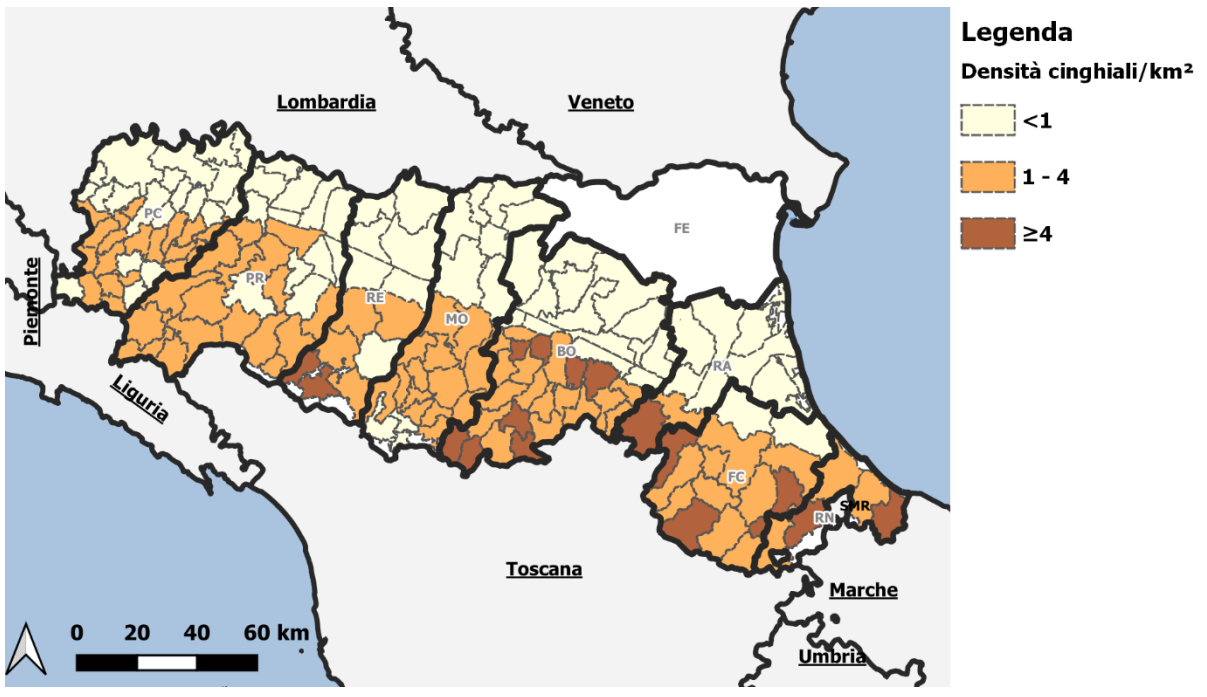 Legenda
Densità cinghiali/km²
<1
1 - 4
≥4
Lombardia
Veneto
Piemonte
Liguria
Toscana
Marche
Umbria
PC
PR
RE
MO
BO
FE
RA
FC
RN
SMR
0 20 40 60 km